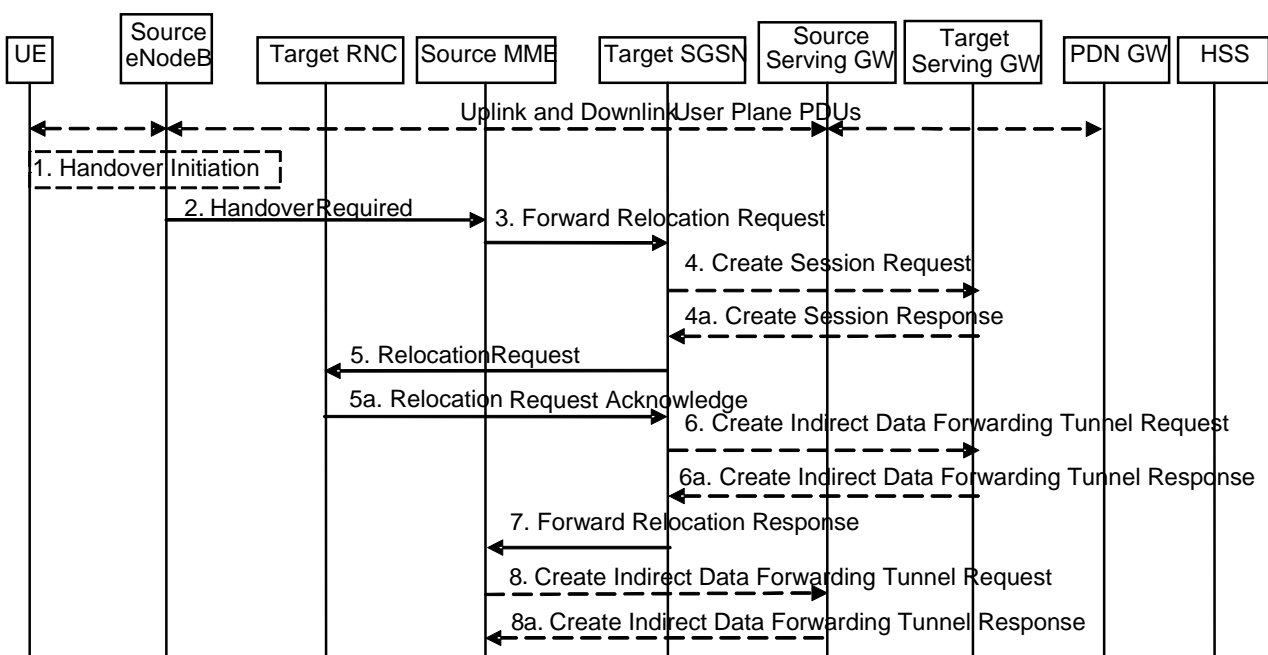 UE
Source
eNodeB
Target RNC
Source MME
Target SGSN
Source
Serving GW
Target
Serving GW
PDN GW
HSS
Uplink and Downlink User Plane PDUs
1. Handover Initiation
2. Handover Required
3. Forward Relocation Request
4. Create Session Request
4a. Create Session Response
5. Relocation Request
5a. Relocation Request Acknowledge
6. Create Indirect Data Forwarding Tunnel Request
6a. Create Indirect Data Forwarding Tunnel Response
7. Forward Relocation Response
8. Create Indirect Data Forwarding Tunnel Request
8a. Create Indirect Data Forwarding Tunnel Response